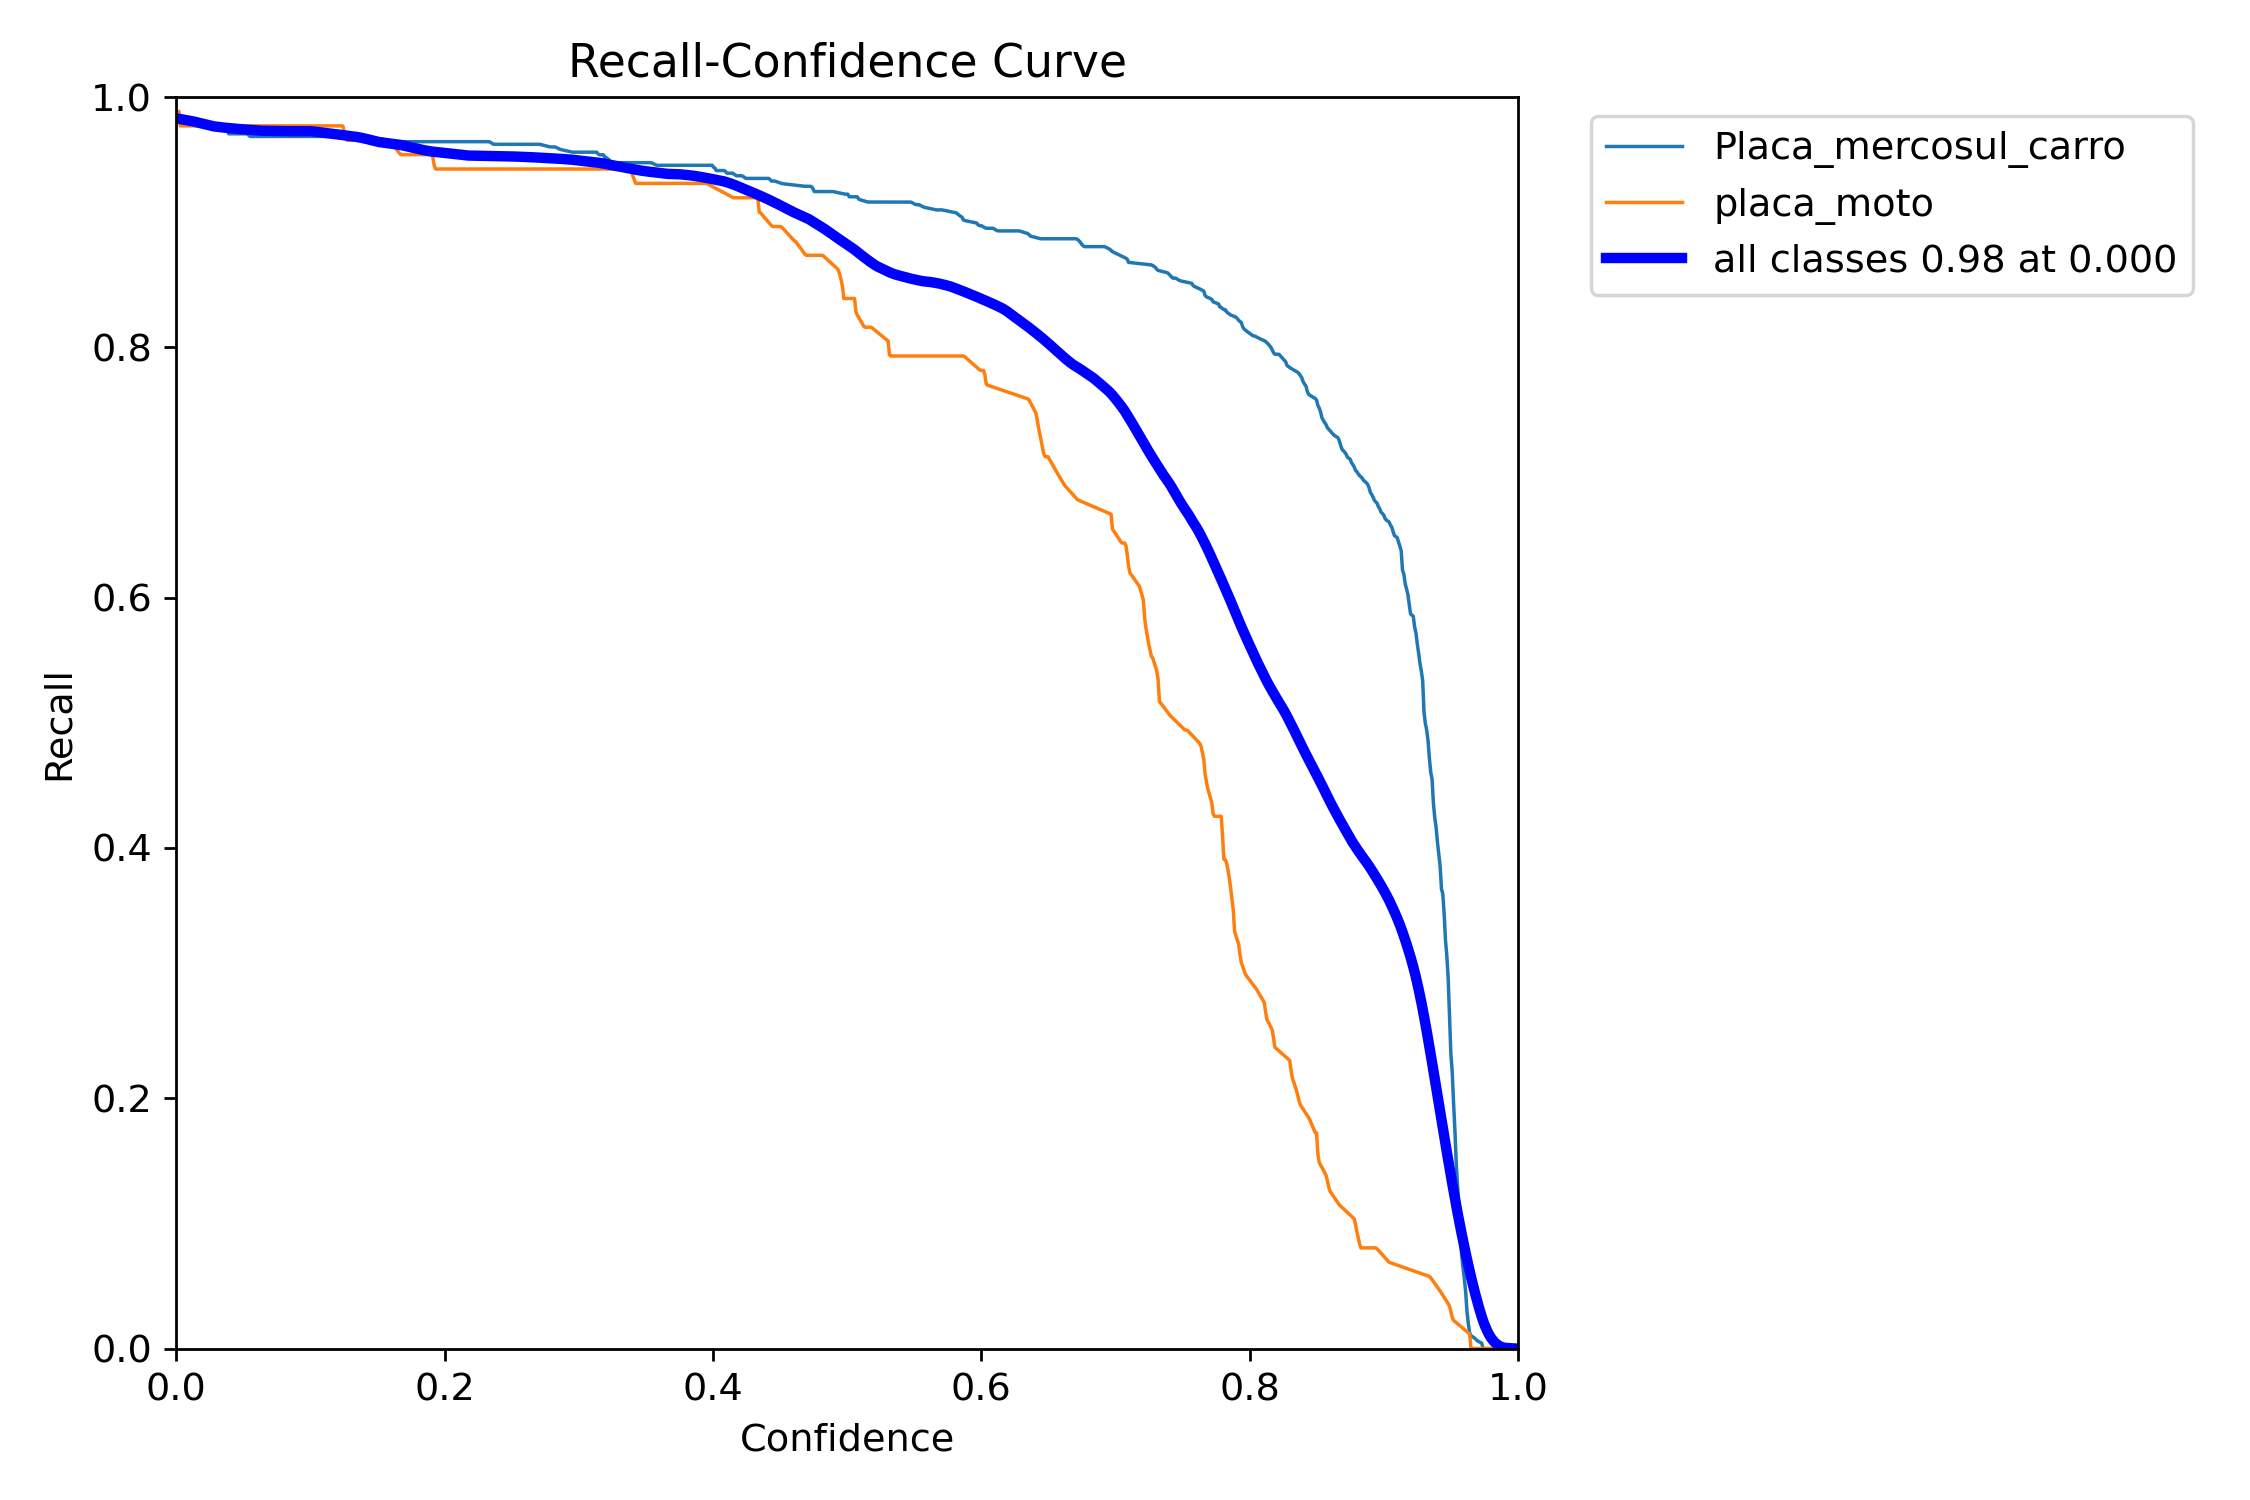 Recall-Confidence Curve
1.0
0.8
0.6
0.4
0.2
0.0
Recall
0.0 0.2 0.4 0.6 0.8 1.0
Confidence
Placa_mercosul_carro
placa_moto
all classes 0.98 at 0.000